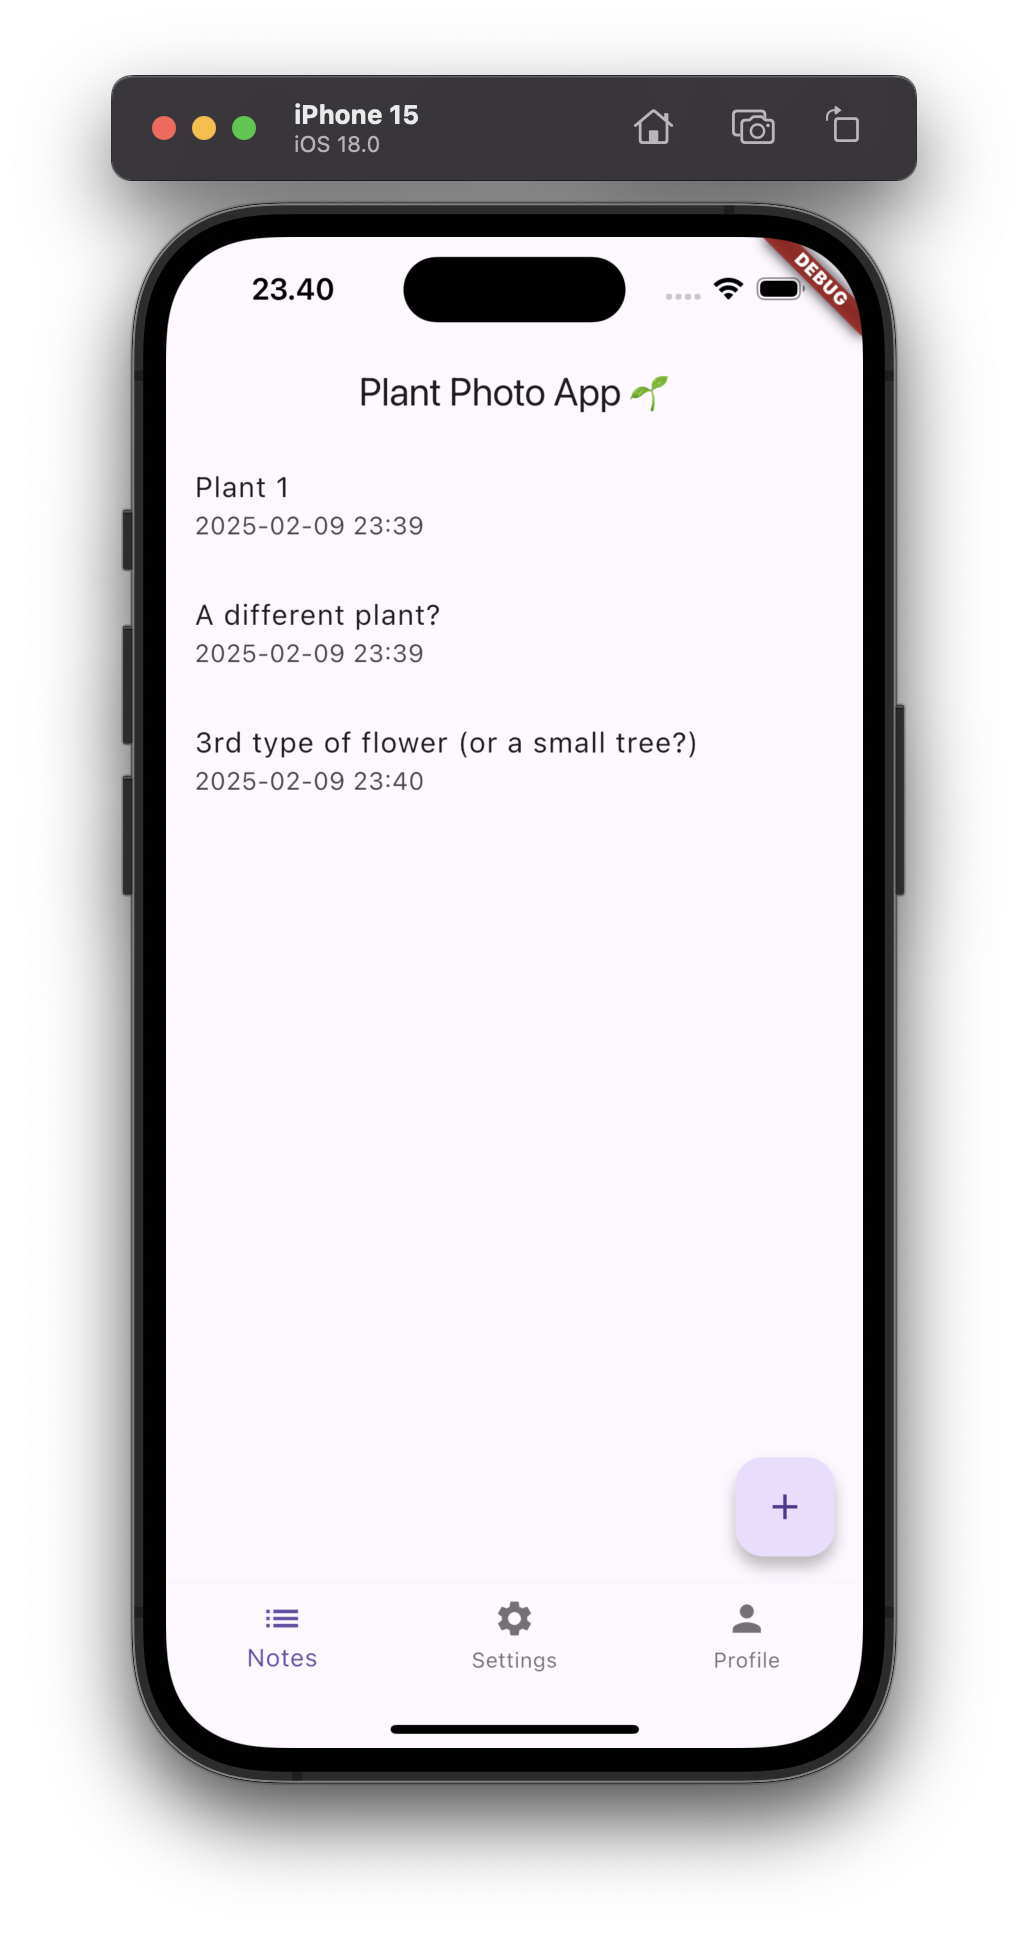 iPhone 15
iOS 18.0
23.40
DEBUG
Plant Photo App 🌱
Plant 1
2025-02-09 23:39
A different plant?
2025-02-09 23:39
3rd type of flower (or a small tree?)
2025-02-09 23:40
+
Notes
Settings
Profile